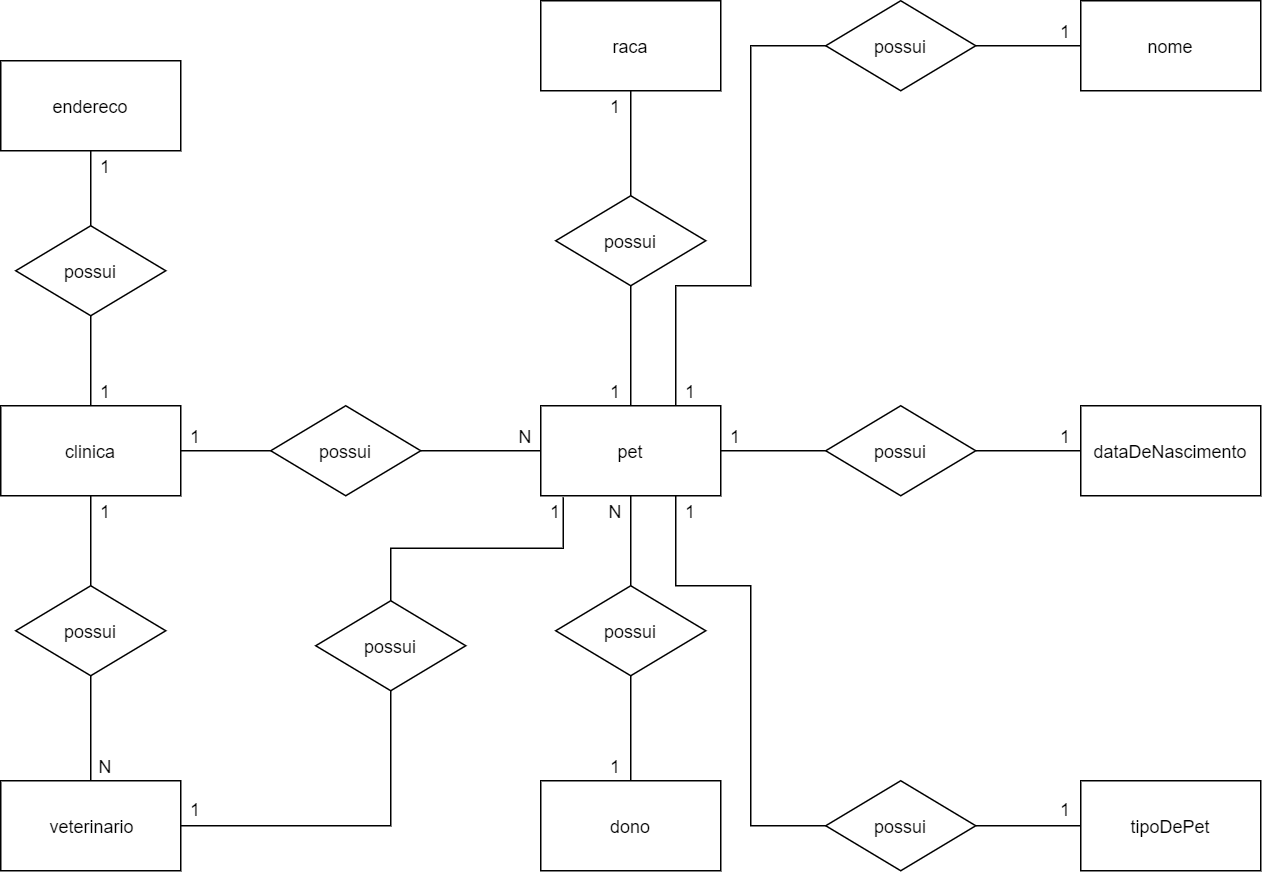 raca
possui
1
nome
endereco
1
1
possui
possui
1
1
1
clinica
1
possui
N
pet
1
possui
1
dataDeNascimento
1
1
N
1
possui
possui
possui
N
1
1
veterinario
1
dono
possui
1
tipoDePet